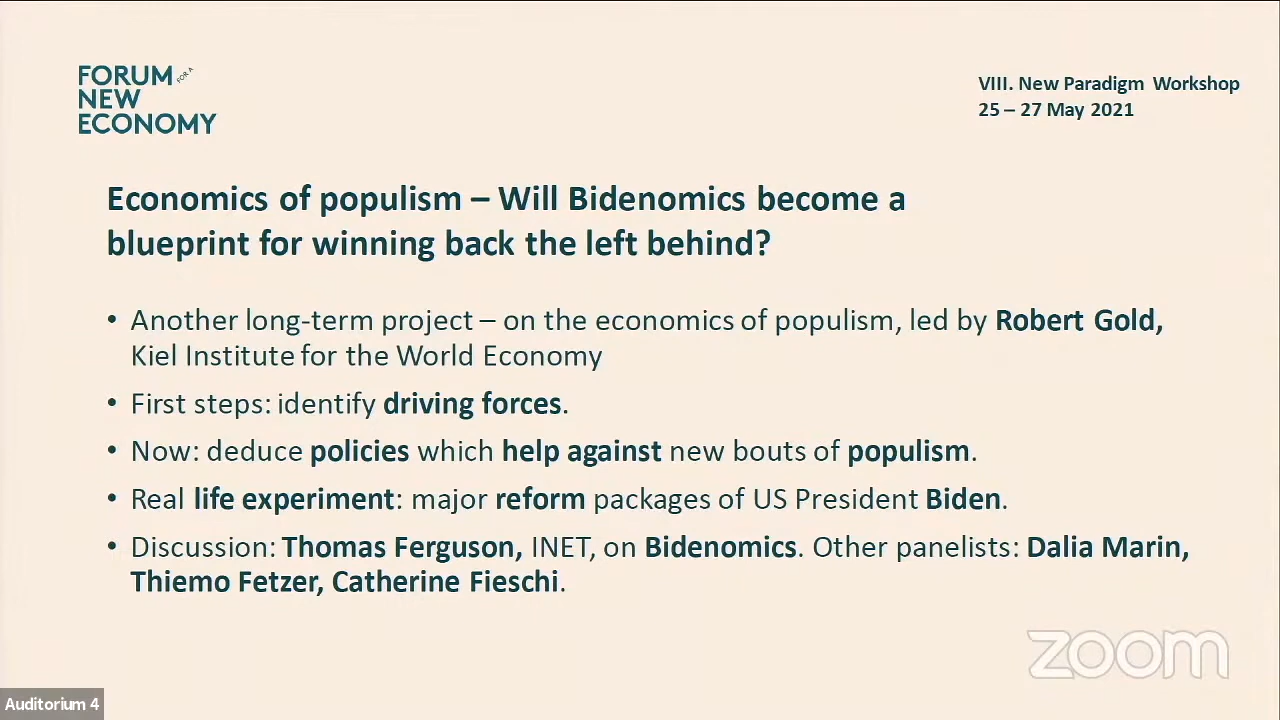 FORUM FOR A
NEW
ECONOMY
VIII. New Paradigm Workshop
25 – 27 May 2021
Economics of populism – Will Bidenomics become a
blueprint for winning back the left behind?
• Another long-term project – on the economics of populism, led by Robert Gold,
Kiel Institute for the World Economy
• First steps: identify driving forces.
• Now: deduce policies which help against new bouts of populism.
• Real life experiment: major reform packages of US President Biden.
• Discussion: Thomas Ferguson, INET, on Bidenomics. Other panelists: Dalia Marin,
Thiemo Fetzer, Catherine Fieschi.
zoom
Auditorium 4